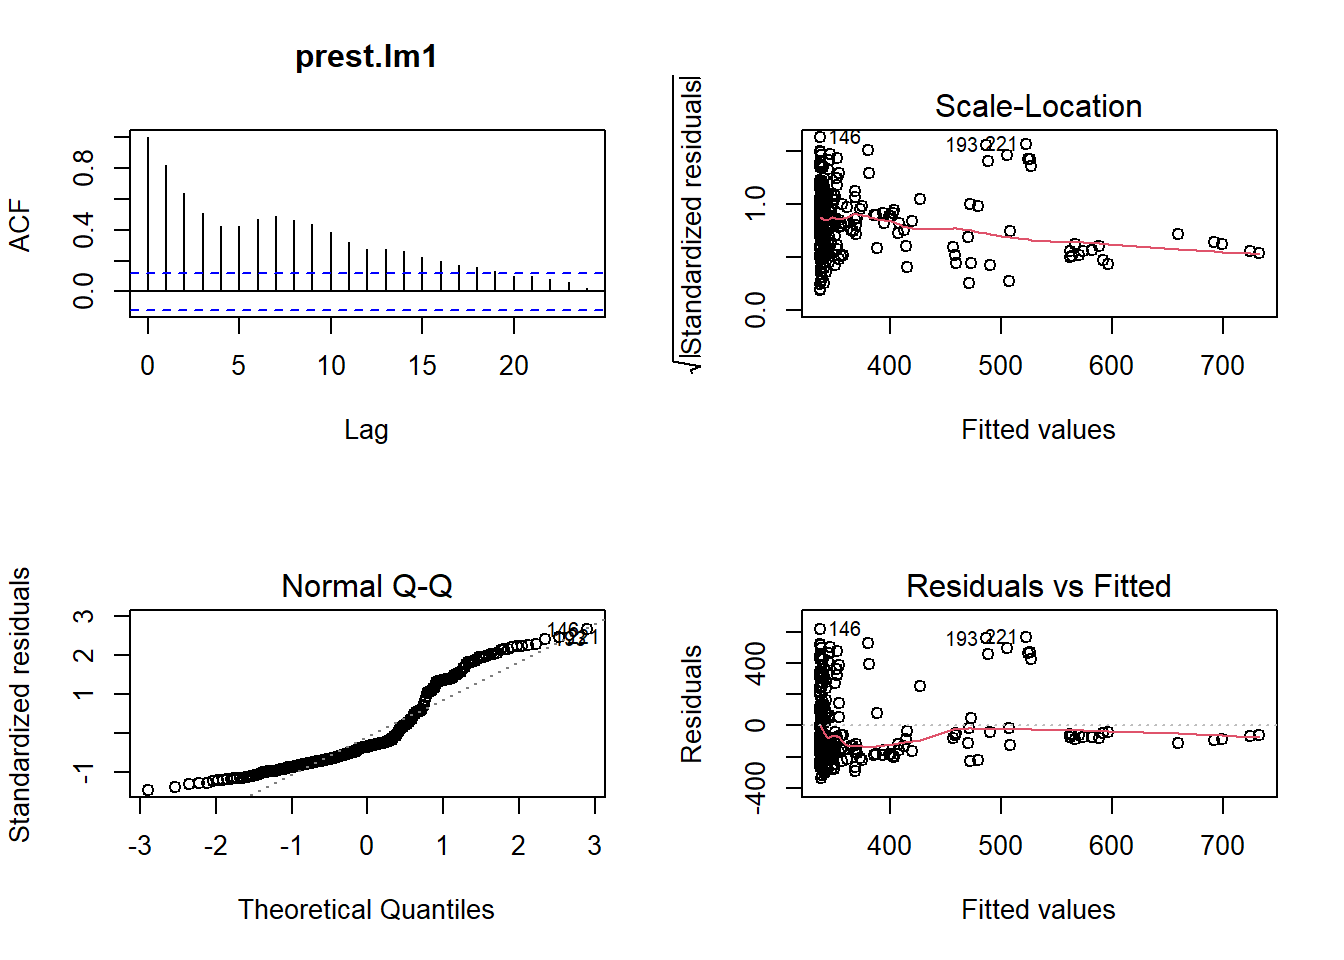 prest.lm1
ACF
0.0 0.4 0.8
0 5 10 15 20
Lag
Scale-Location
√|Standardized residuals|
0.0 1.0
146
193 221
400 500 600 700
Fitted values
Normal Q-Q
Standardized residuals
-1 1 2 3
146
193
221
-3 -2 -1 0 1 2 3
Theoretical Quantiles
Residuals vs Fitted
Residuals
-400 0 400
146
193 221
400 500 600 700
Fitted values